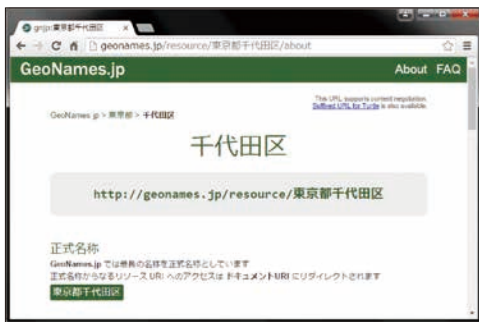 gnjp:東京都千代田区
geonames.jp/resource/東京都千代田区/about
GeoNames.jp
About FAQ
This URL supports content negotiation.
Suffixed URL for Turtle is also available.
GeoNames.jp > 東京都 > 千代田区
千代田区
http://geonames.jp/resource/東京都千代田区
正式名称
GeoNames.jp では最長の名称を正式名称としています
正式名称からなるリソース URI へのアクセスは ドキュメントURI にリダイレクトされます
東京都千代田区